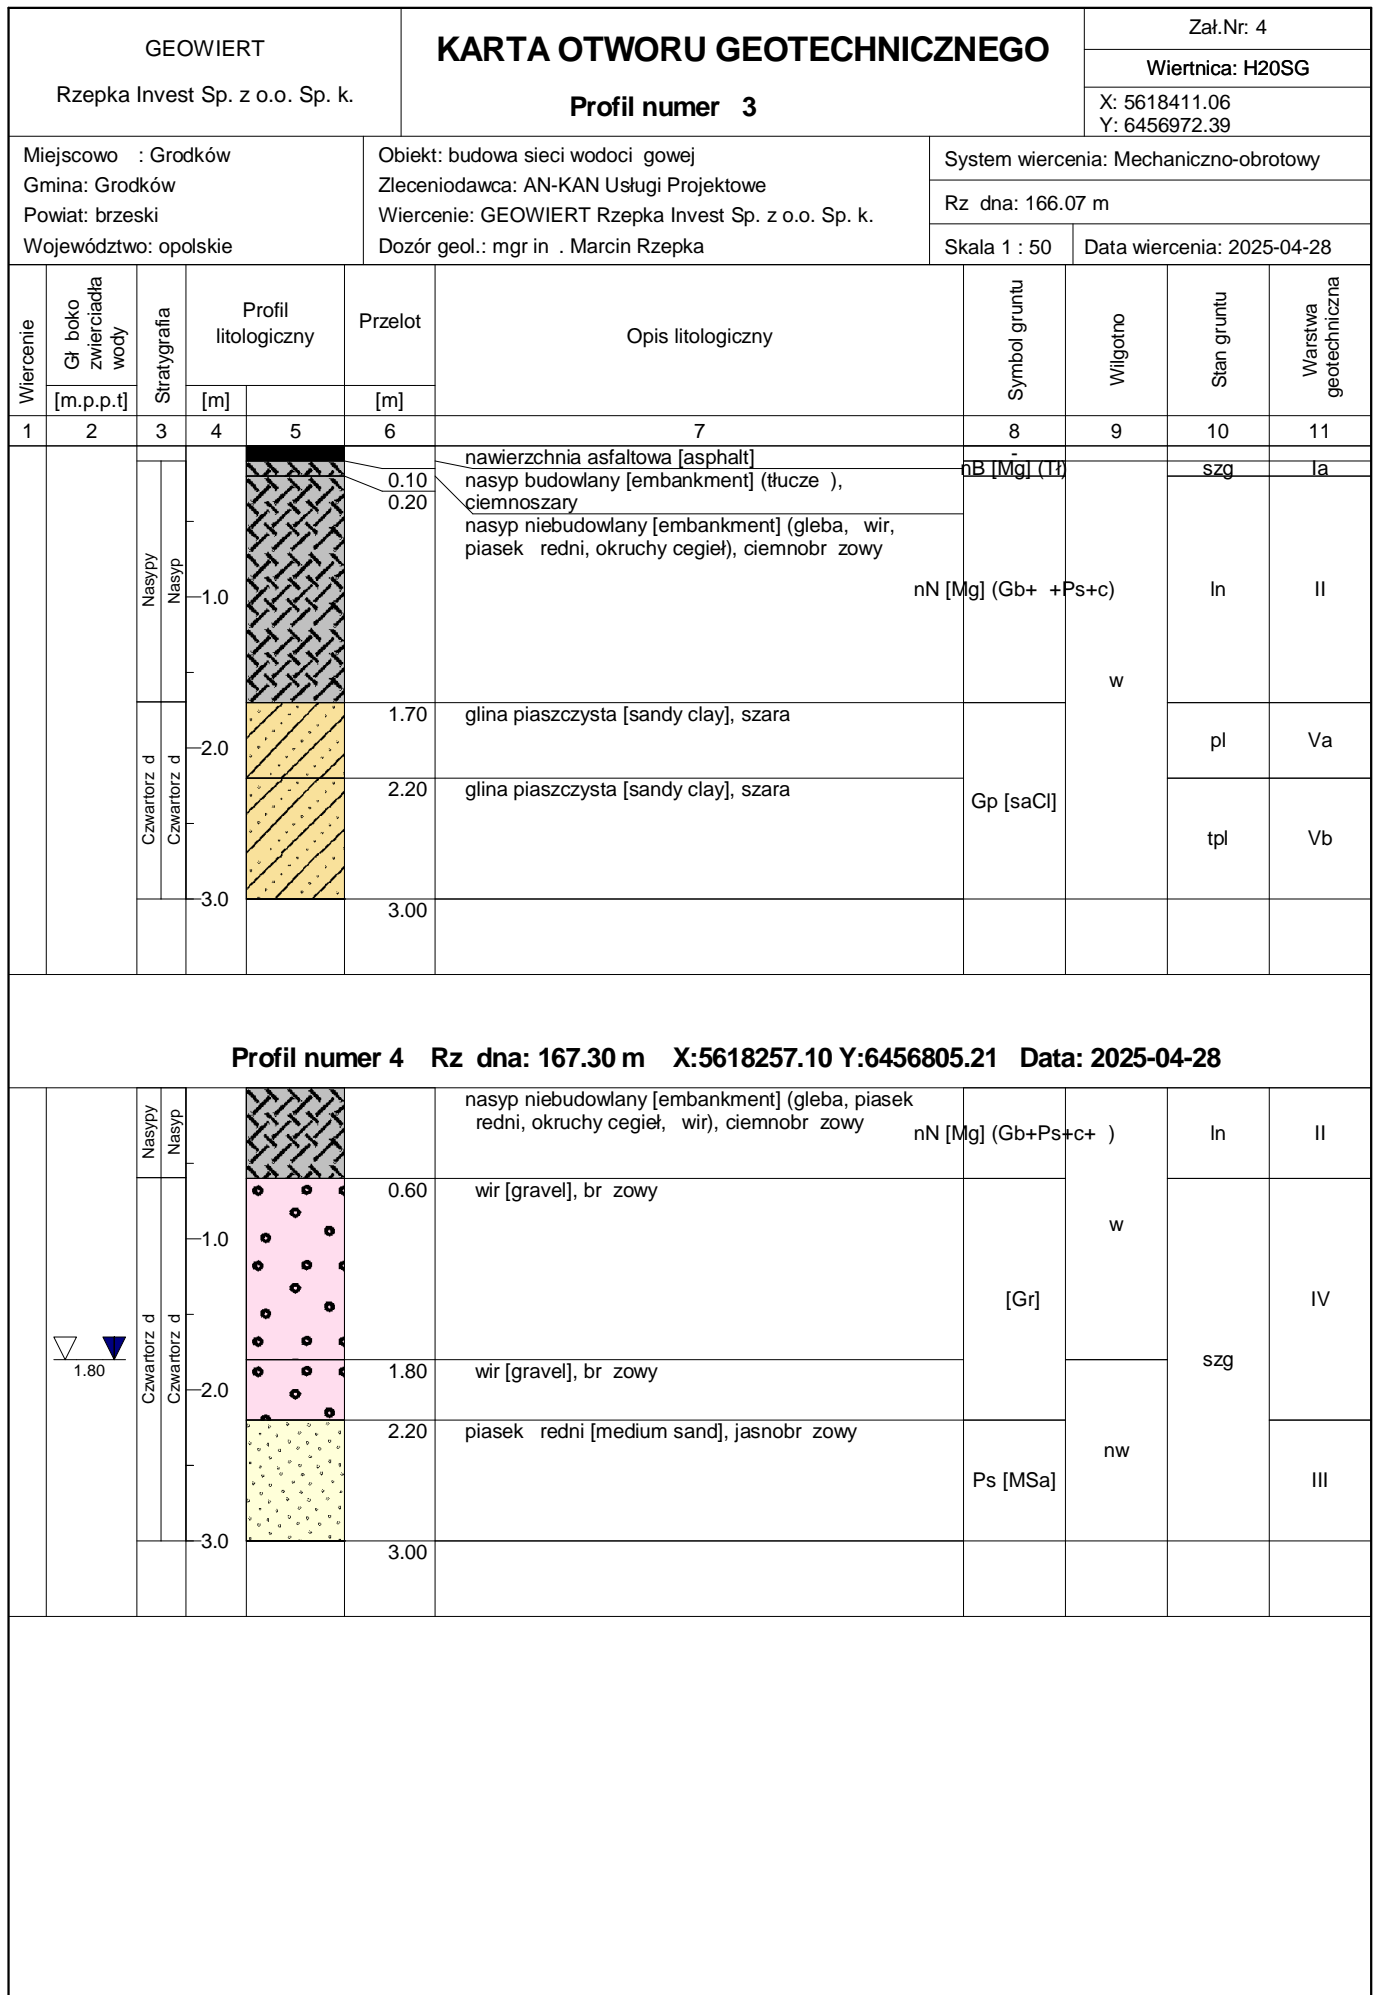 GEOWIERT
Rzepka Invest Sp. z o.o. Sp. k.
KARTA OTWORU GEOTECHNICZNEGO
Profil numer 3
Zał.Nr: 4
Wiertnica: H20SG
X: 5618411.06
Y: 6456972.39
Miejscowo : Grodków
Gmina: Grodków
Powiat: brzeski
Województwo: opolskie
Obiekt: budowa sieci wodoci gowej
Zleceniodawca: AN-KAN Usługi Projektowe
Wiercenie: GEOWIERT Rzepka Invest Sp. z o.o. Sp. k.
Dozór geol.: mgr in . Marcin Rzepka
System wiercenia: Mechaniczno-obrotowy
Rz dna: 166.07 m
Skala 1 : 50
Data wiercenia: 2025-04-28
Wiercenie
Gł boko
zwierciadła
wody
[m.p.p.t]
Stratygrafia
Profil
litologiczny
[m]
Przelot
[m]
Opis litologiczny
Symbol gruntu
Wilgotno
Stan gruntu
Warstwa
geotechniczna
1 2 3 4 5 6 7 8 9 10 11
nawierzchnia asfaltowa [asphalt]
-
0.10
nasyp budowlany [embankment] (tłucze ),
ciemnoszary
nB [Mg] (Tł)
szg
Ia
0.20
nasyp niebudowlany [embankment] (gleba, wir,
piasek redni, okruchy cegieł), ciemnobr zowy
Nasypy
Nasyp
1.0
nN [Mg] (Gb+ +Ps+c)
ln
II
w
1.70
glina piaszczysta [sandy clay], szara
2.0
pl
Va
2.20
glina piaszczysta [sandy clay], szara
Gp [saCl]
Czwartorz d
Czwartorz d
tpl
Vb
3.0
3.00
Profil numer 4 Rz dna: 167.30 m X:5618257.10 Y:6456805.21 Data: 2025-04-28
Nasypy
Nasyp
nasyp niebudowlany [embankment] (gleba, piasek
redni, okruchy cegieł, wir), ciemnobr zowy
nN [Mg] (Gb+Ps+c+ )
ln
II
0.60
wir [gravel], br zowy
w
1.0
[Gr]
IV
Czwartorz d
Czwartorz d
1.80
1.80
wir [gravel], br zowy
szg
2.0
2.20
piasek redni [medium sand], jasnobr zowy
nw
Ps [MSa]
III
3.0
3.00